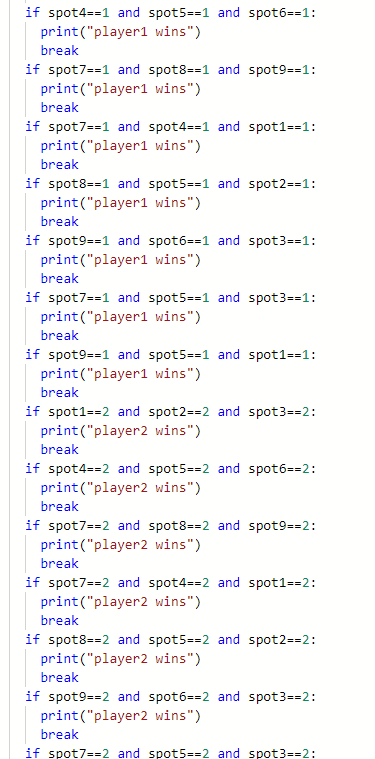 if spot4==1 and spot5==1 and spot6==1:
print("player1 wins")
break
if spot7==1 and spot8==1 and spot9==1:
print("player1 wins")
break
if spot7==1 and spot4==1 and spot1==1:
print("player1 wins")
break
if spot8==1 and spot5==1 and spot2==1:
print("player1 wins")
break
if spot9==1 and spot6==1 and spot3==1:
print("player1 wins")
break
if spot7==1 and spot5==1 and spot3==1:
print("player1 wins")
break
if spot9==1 and spot5==1 and spot1==1:
print("player1 wins")
break
if spot1==2 and spot2==2 and spot3==2:
print("player2 wins")
break
if spot4==2 and spot5==2 and spot6==2:
print("player2 wins")
break
if spot7==2 and spot8==2 and spot9==2:
print("player2 wins")
break
if spot7==2 and spot4==2 and spot1==2:
print("player2 wins")
break
if spot8==2 and spot5==2 and spot2==2:
print("player2 wins")
break
if spot9==2 and spot6==2 and spot3==2:
print("player2 wins")
break
if spot7==2 and spot5==2 and spot3==2: